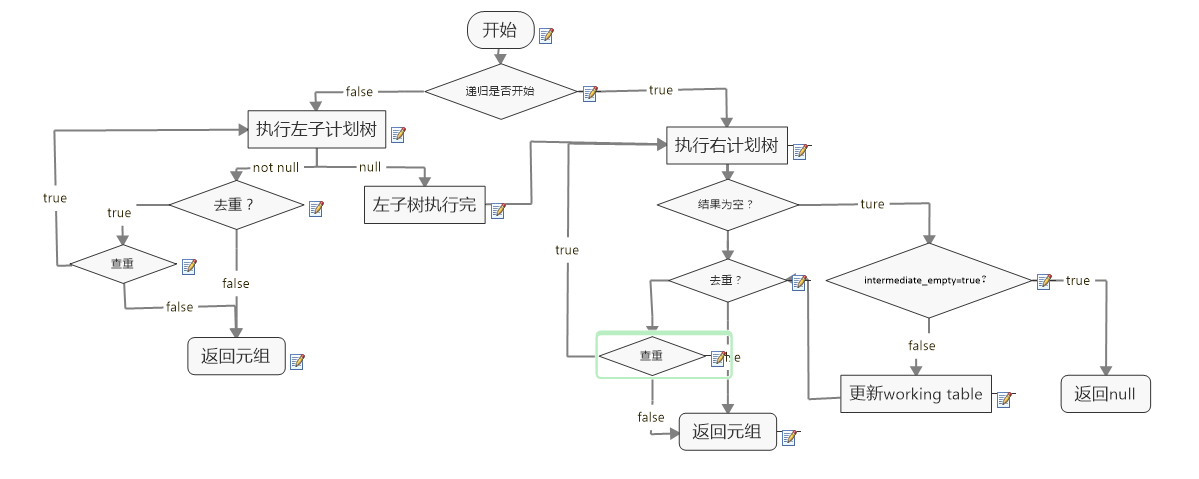 开始
递归是否开始
false
true
执行左子计划树
执行右计划树
not null
null
去重？
左子树执行完
结果为空？
ture
true
true
查重
true
去重？
intermediate_empty=true?
true
false
false
false
返回元组
查重
更新working table
返回null
false
返回元组